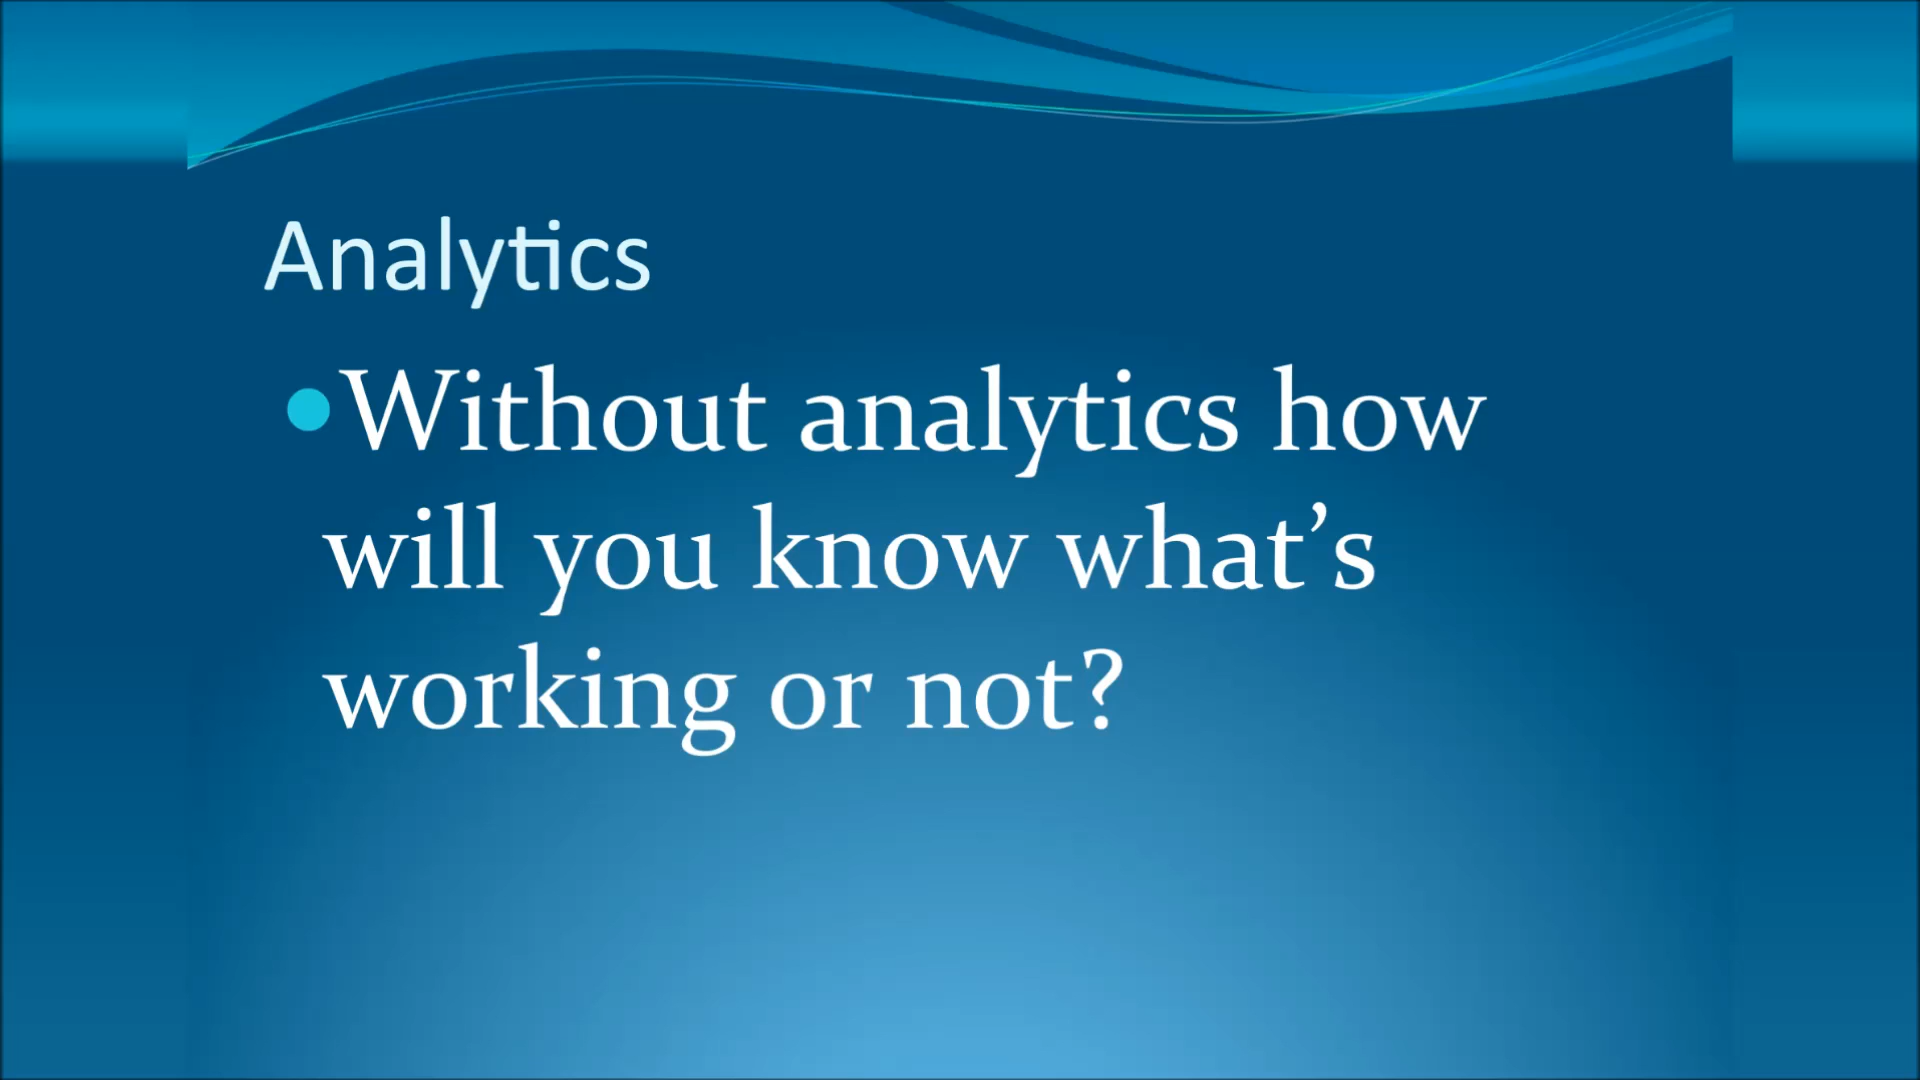 Analytics
Without analytics how
will you know what’s
working or not?